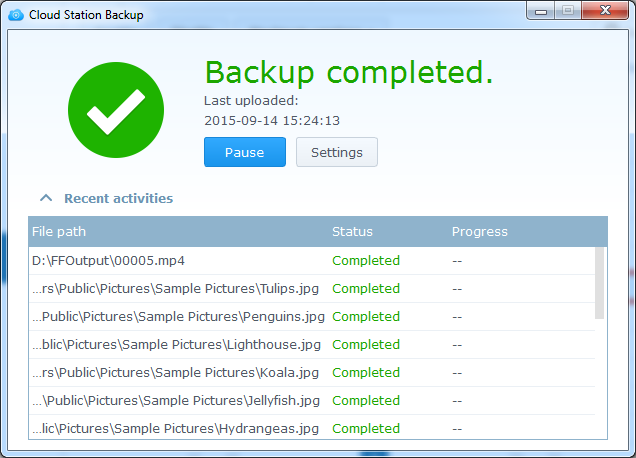 Cloud Station Backup
Backup completed.
Last uploaded:
2015-09-14 15:24:13
Pause Settings
Recent activities
File path Status Progress
D:\FFOutput\00005.mp4 Completed --
...rs\Public\Pictures\Sample Pictures\Tulips.jpg Completed --
...Public\Pictures\Sample Pictures\Penguins.jpg Completed --
...blic\Pictures\Sample Pictures\Lighthouse.jpg Completed --
...rs\Public\Pictures\Sample Pictures\Koala.jpg Completed --
...\Public\Pictures\Sample Pictures\Jellyfish.jpg Completed --
...lic\Pictures\Sample Pictures\Hydrangeas.jpg Completed --